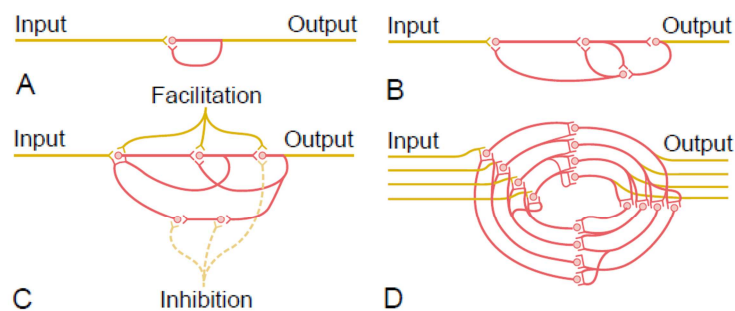 Input Output
A
Input Output
B
Facilitation
Input Output
C
Inhibition
Input Output
D